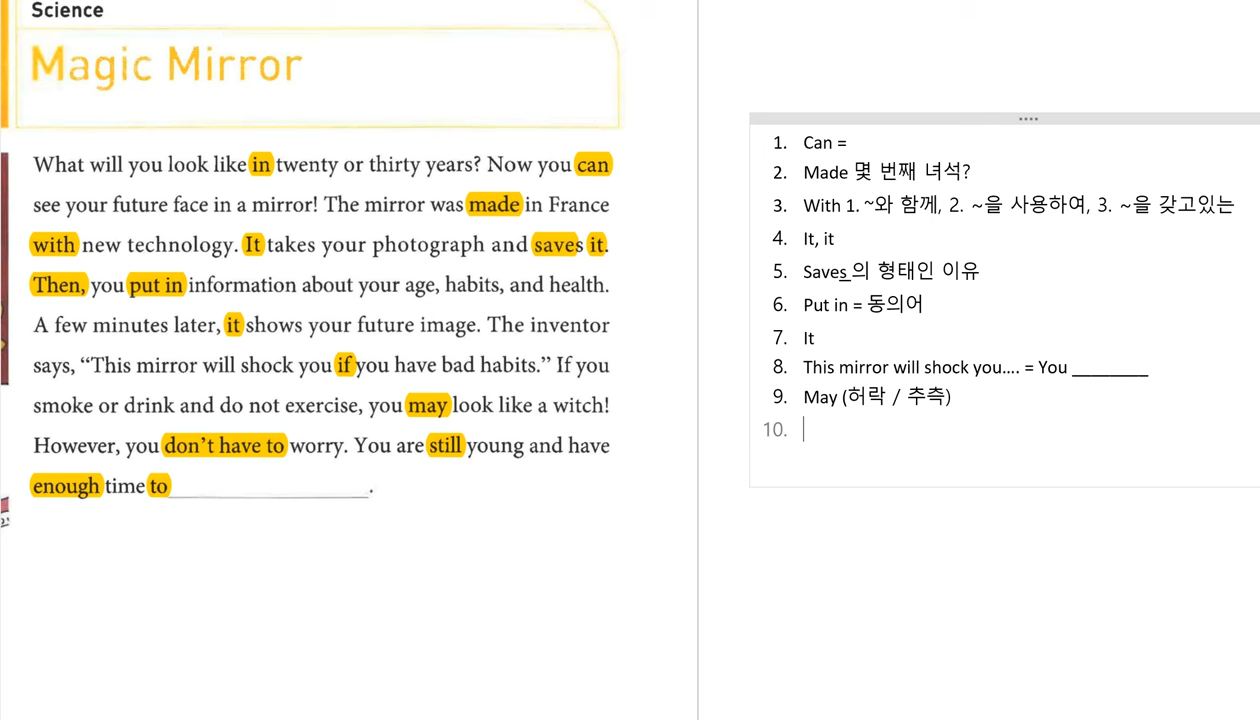 Science
Magic Mirror
What will you look like in twenty or thirty years? Now you can
see your future face in a mirror! The mirror was made in France
with new technology. It takes your photograph and saves it.
Then, you put in information about your age, habits, and health.
A few minutes later, it shows your future image. The inventor
says, “This mirror will shock you if you have bad habits.” If you
smoke or drink and do not exercise, you may look like a witch!
However, you don’t have to worry. You are still young and have
enough time to ____________________.
1. Can =
2. Made 몇 번째 녀석?
3. With 1. ~와 함께, 2. ~을 사용하여, 3. ~을 갖고있는
4. It, it
5. Saves 의 형태인 이유
6. Put in = 동의어
7. It
8. This mirror will shock you.... = You ________
9. May (허락 / 추측)
10.